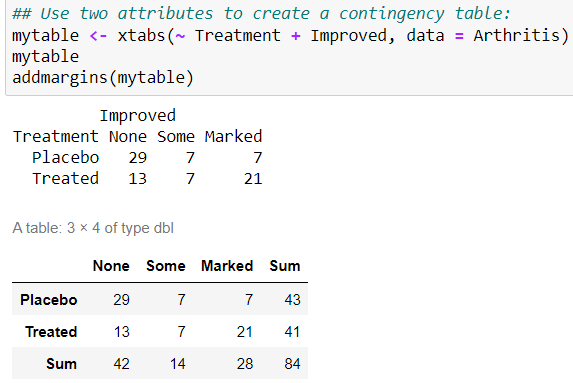 ## Use two attributes to create a contingency table:
mytable <- xtabs(~ Treatment + Improved, data = Arthritis)
mytable
addmargins(mytable)
Improved
Treatment None Some Marked
Placebo 29 7 7
Treated 13 7 21
A table: 3 × 4 of type dbl
None Some Marked Sum
Placebo 29 7 7 43
Treated 13 7 21 41
Sum 42 14 28 84